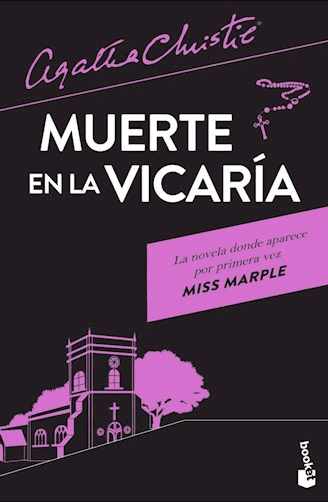 Agatha Christie®
MUERTE
EN LA VICARÍA
La novela donde aparece
por primera vez
MISS MARPLE
booket